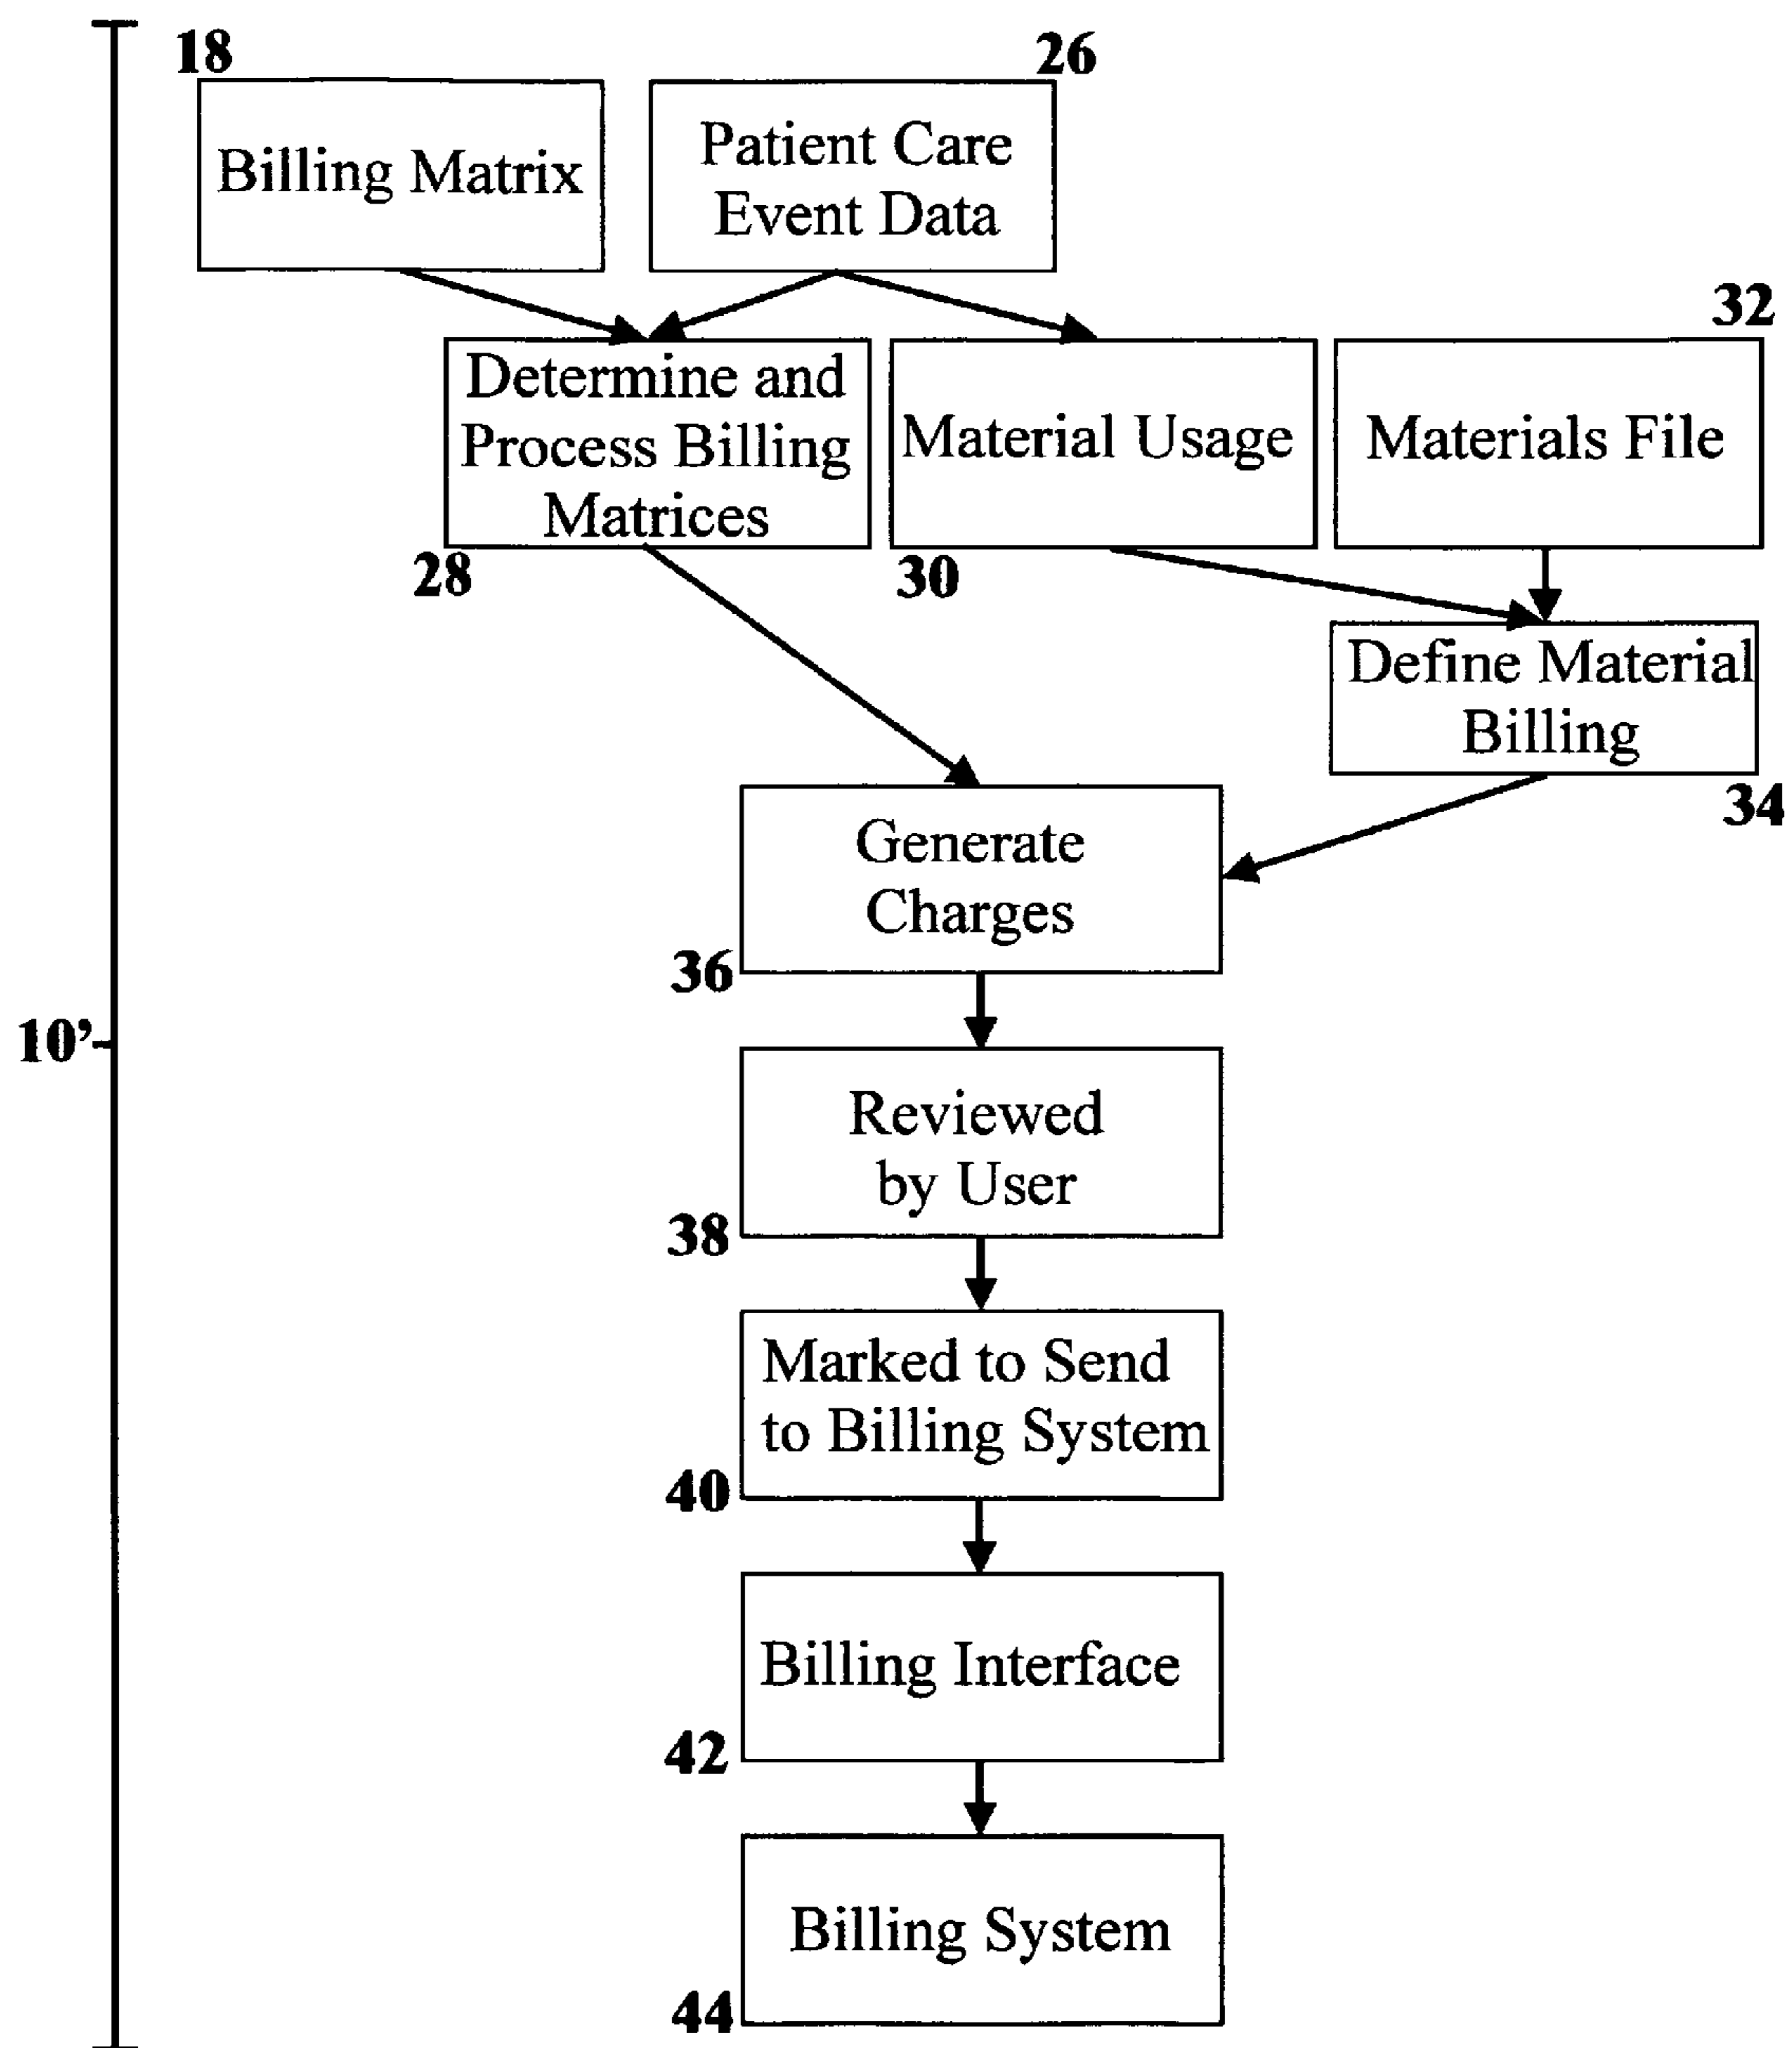 18
26
Billing Matrix
Patient Care
Event Data
32
Determine and
Process Billing
Matrices
Material Usage
Materials File
28
30
Define Material
Billing
34
Generate
Charges
36
10’
Reviewed
by User
38
Marked to Send
to Billing System
40
Billing Interface
42
Billing System
44